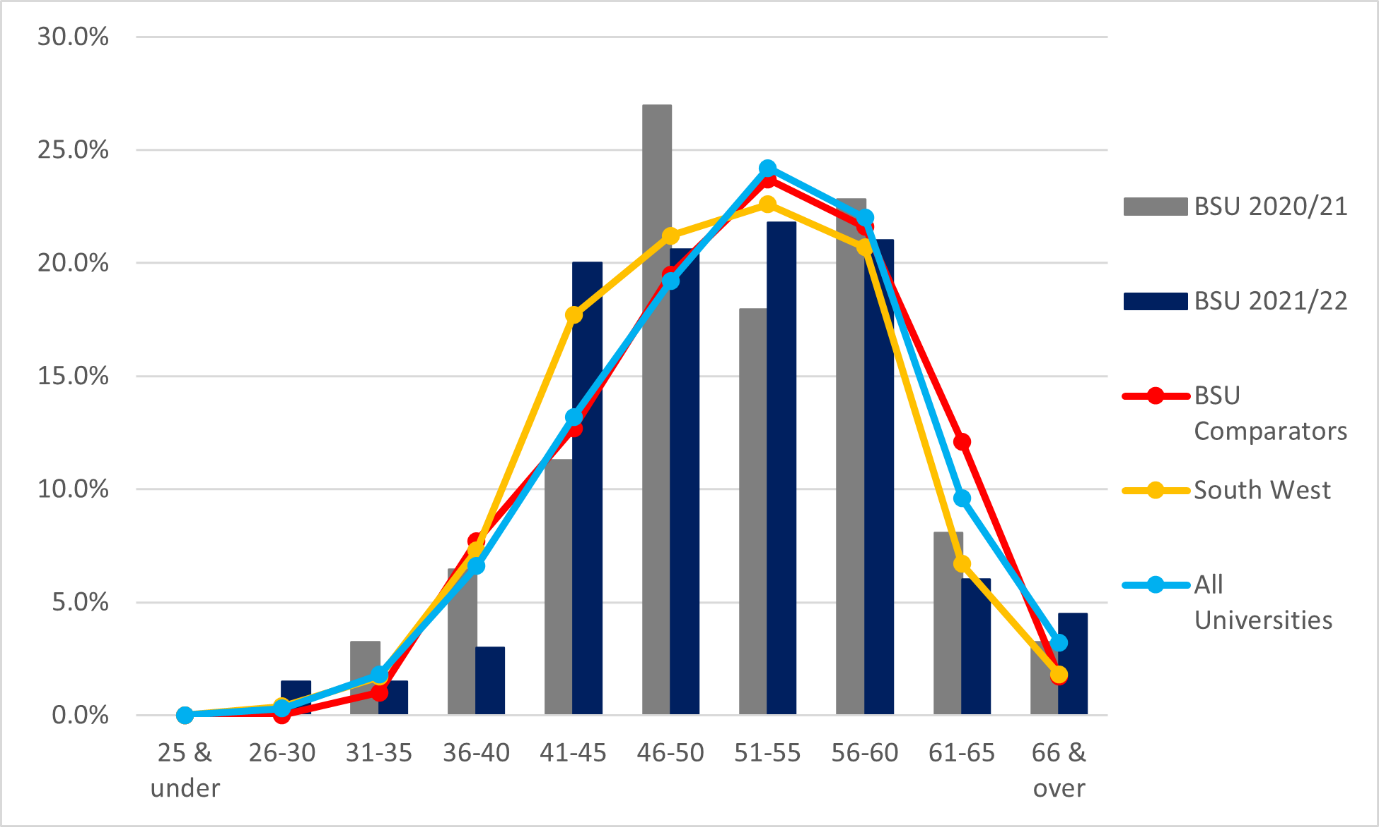 30.0%
25.0%
20.0%
15.0%
10.0%
5.0%
0.0%
25 &
under
26-30
31-35
36-40
41-45
46-50
51-55
56-60
61-65
66 &
over
BSU 2020/21
BSU 2021/22
BSU
Comparators
South West
All
Universities